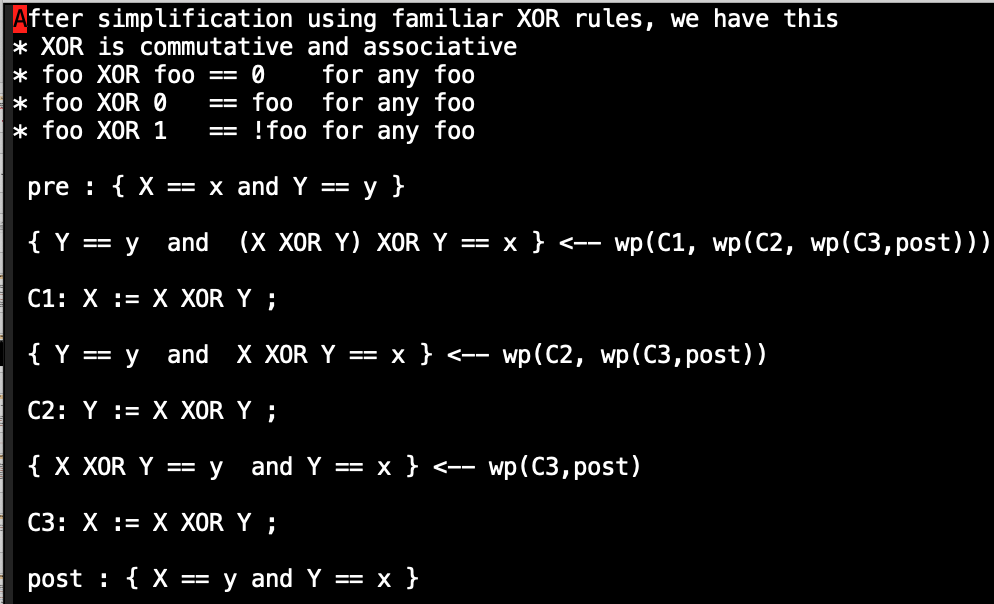 After simplification using familiar XOR rules, we have this
* XOR is commutative and associative
* foo XOR foo == 0    for any foo
* foo XOR 0   == foo  for any foo
* foo XOR 1   == !foo for any foo
pre : { X == x and Y == y }
{ Y == y  and  (X XOR Y) XOR Y == x } <-- wp(C1, wp(C2, wp(C3,post)))
C1: X := X XOR Y ;
{ Y == y  and  X XOR Y == x } <-- wp(C2, wp(C3,post))
C2: Y := X XOR Y ;
{ X XOR Y == y  and Y == x } <-- wp(C3,post)
C3: X := X XOR Y ;
post : { X == y and Y == x }